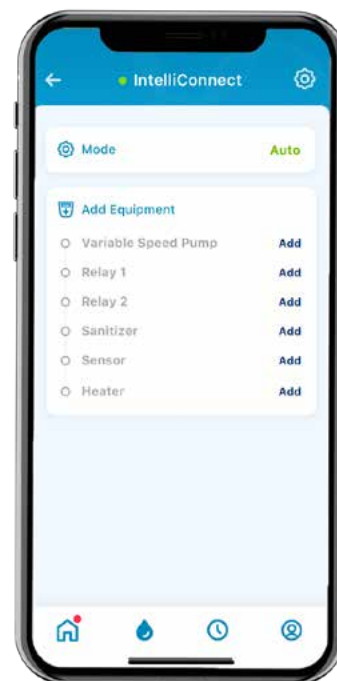 IntelliConnect
Mode Auto
Add Equipment
Variable Speed Pump Add
Relay 1 Add
Relay 2 Add
Sanitizer Add
Sensor Add
Heater Add